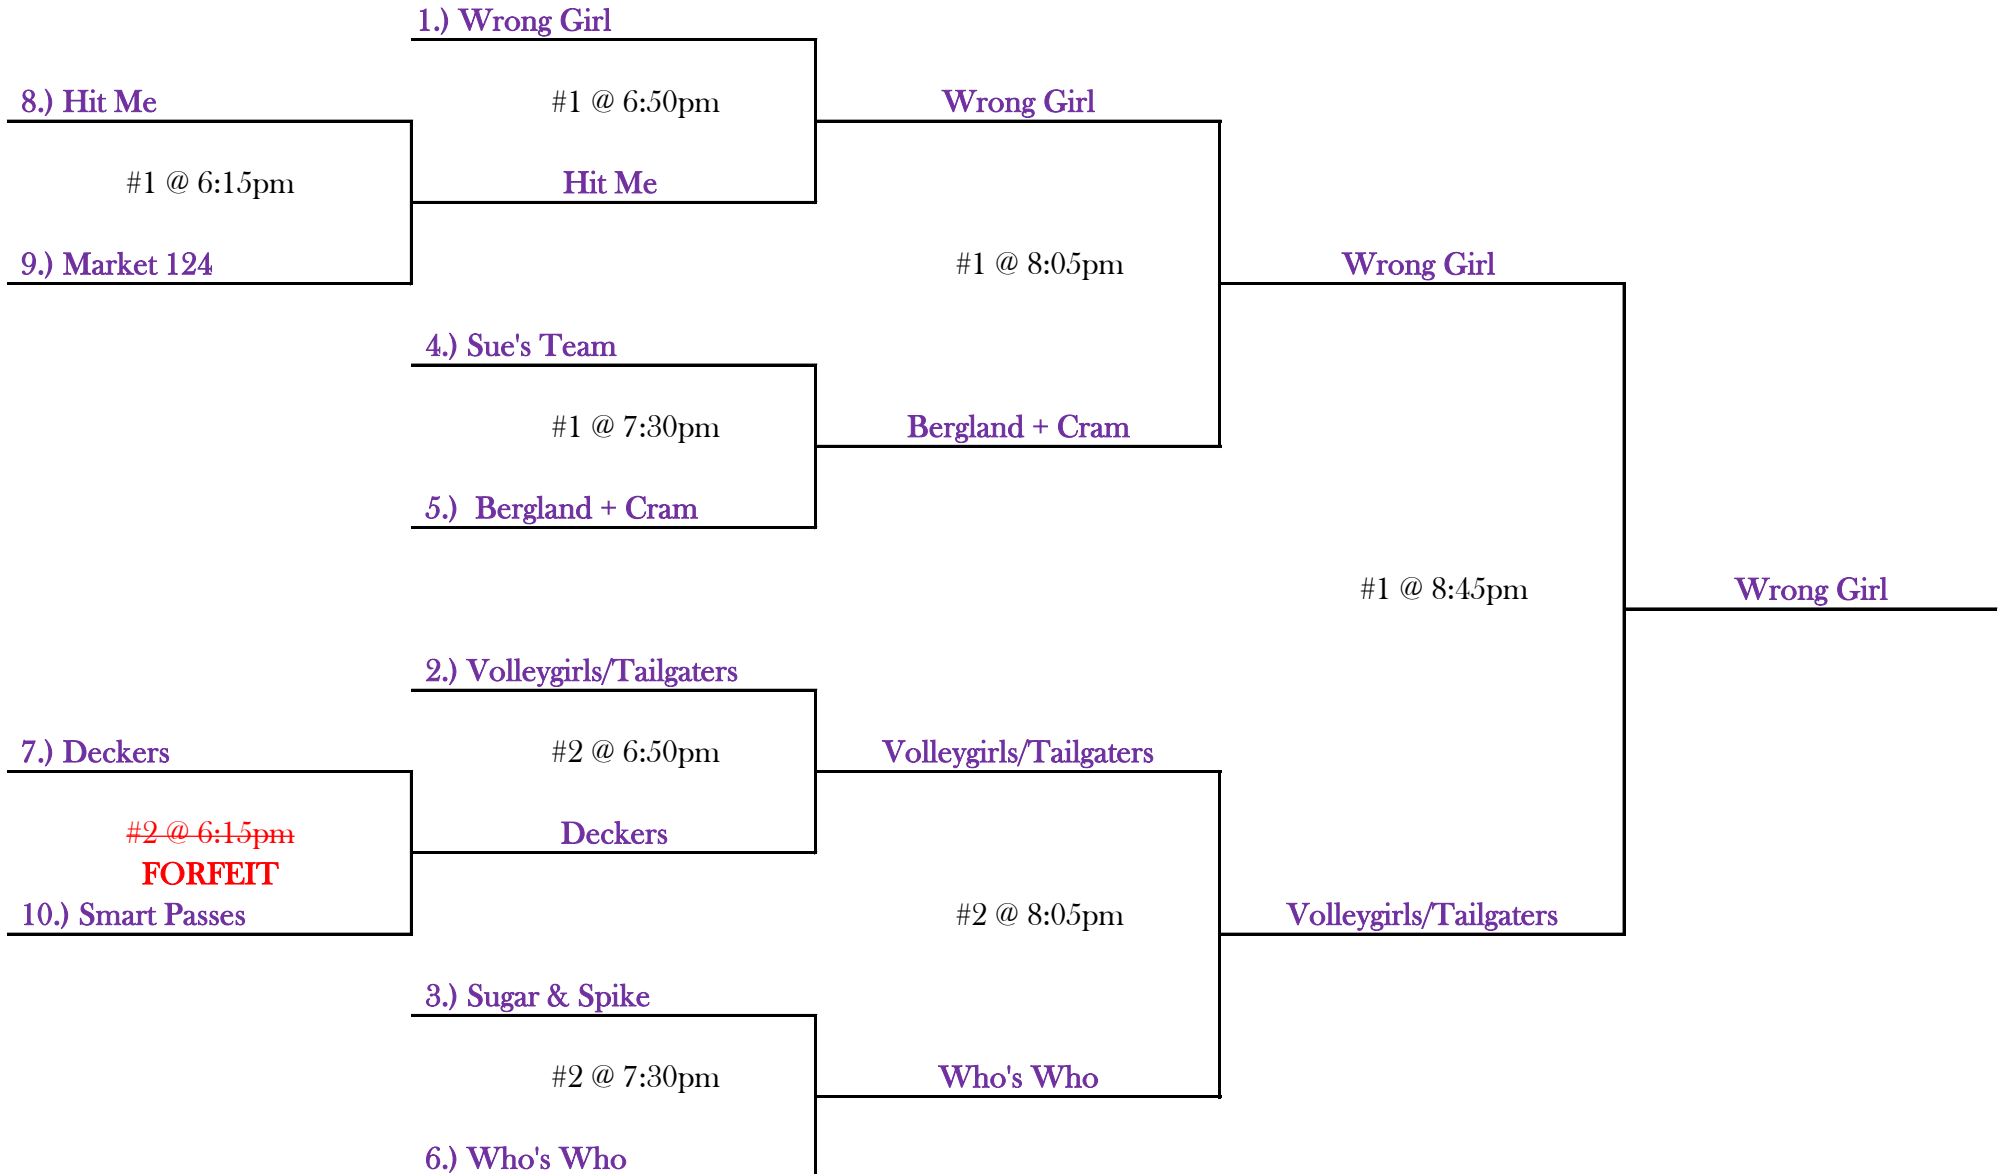 1.) Wrong Girl
8.) Hit Me
#1 @ 6:50pm
Wrong Girl
#1 @ 6:15pm
Hit Me
9.) Market 124
#1 @ 8:05pm
Wrong Girl
4.) Sue's Team
#1 @ 7:30pm
Bergland + Cram
5.)  Bergland + Cram
#1 @ 8:45pm
Wrong Girl
2.) Volleygirls/Tailgaters
7.) Deckers
#2 @ 6:50pm
Volleygirls/Tailgaters
#2 @ 6:15pm
Deckers
FORFEIT
10.) Smart Passes
#2 @ 8:05pm
Volleygirls/Tailgaters
3.) Sugar & Spike
#2 @ 7:30pm
Who's Who
6.) Who's Who